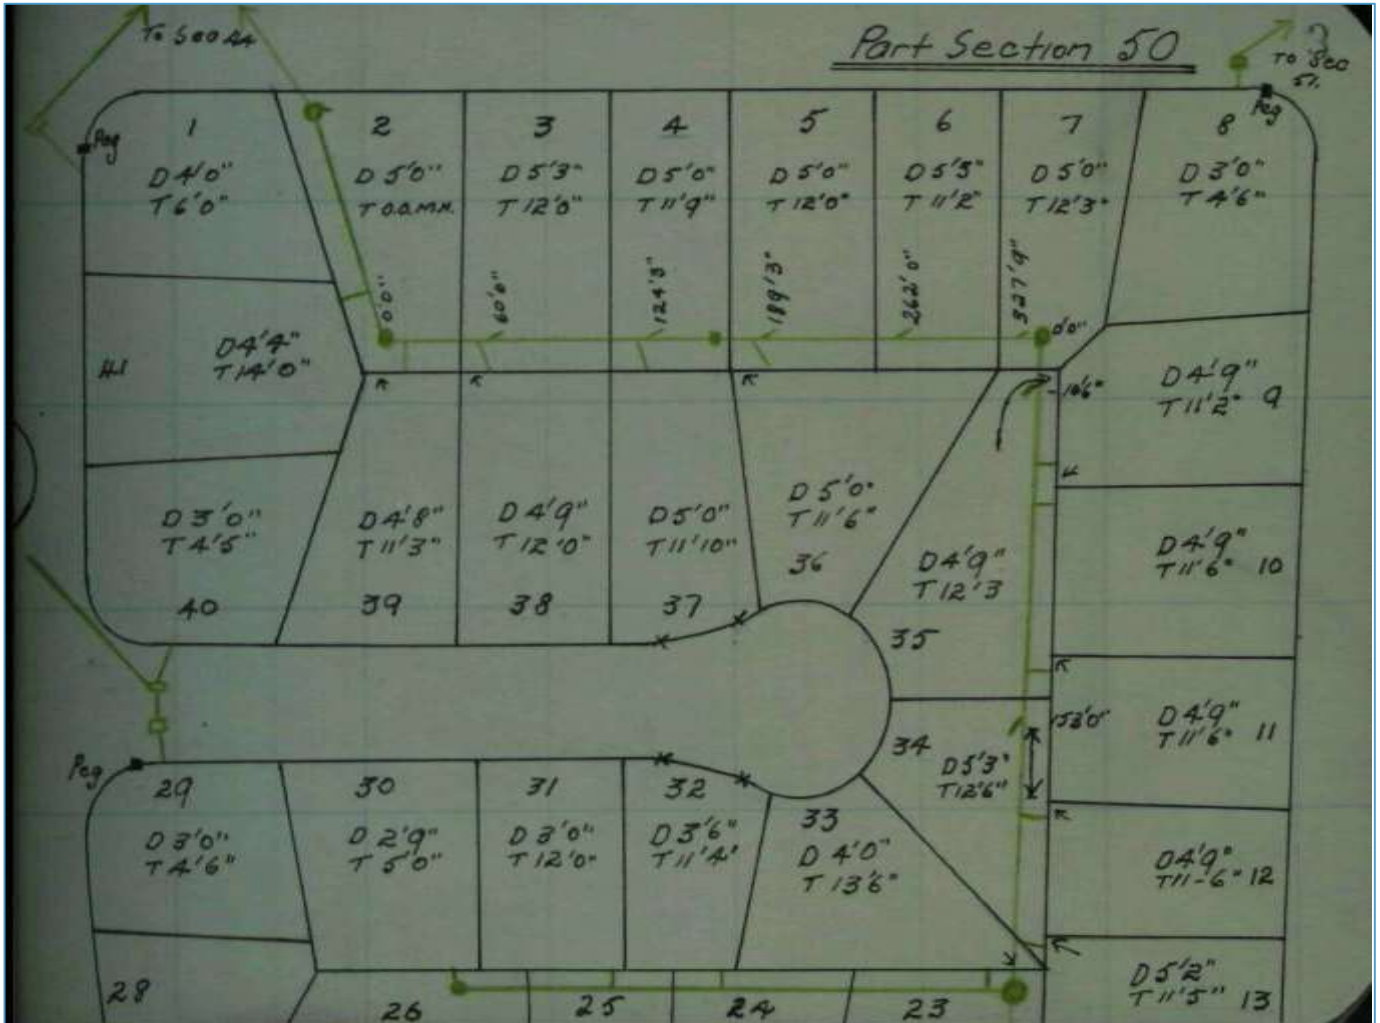 Part Section 50
To Sec
51.
Peg
Peg
1
D 4'0"
T 6'0"
2
D 5'0"
3
D 5'3"
T 12'0"
4
D 5'0"
T 11'9"
5
D 5'0"
T 12'0"
6
D 5'5"
T 11'2"
7
D 5'0"
T 12'3"
8
D 3'0"
T 4'6"
0'0"
60'0"
124'3"
189'3"
262'0"
327'9"
0'0"
10'6"
41
D 4'4"
T 14'0"
D 4'9"
T 11'2" 9
D 3'0"
T 4'5"
40
D 4'8"
T 11'3"
39
D 4'9"
T 12'0"
38
D 5'0"
T 11'10"
37
D 5'0"
T 11'6"
36
D 4'9"
T 12'3
35
D 4'9"
T 11'6" 10
153'0"
D 4'9"
T 11'6" 11
34
D 5'3"
T 12'6"
Peg
29
D 3'0"
T 4'6"
30
D 2'9"
T 5'0"
31
D 3'0"
T 12'0"
32
D 3'6"
T 11'4"
33
D 4'0"
T 13'6"
D 4'9"
T 11-6" 12
D 5'2"
T 11'5" 13
28
26
25
24
23